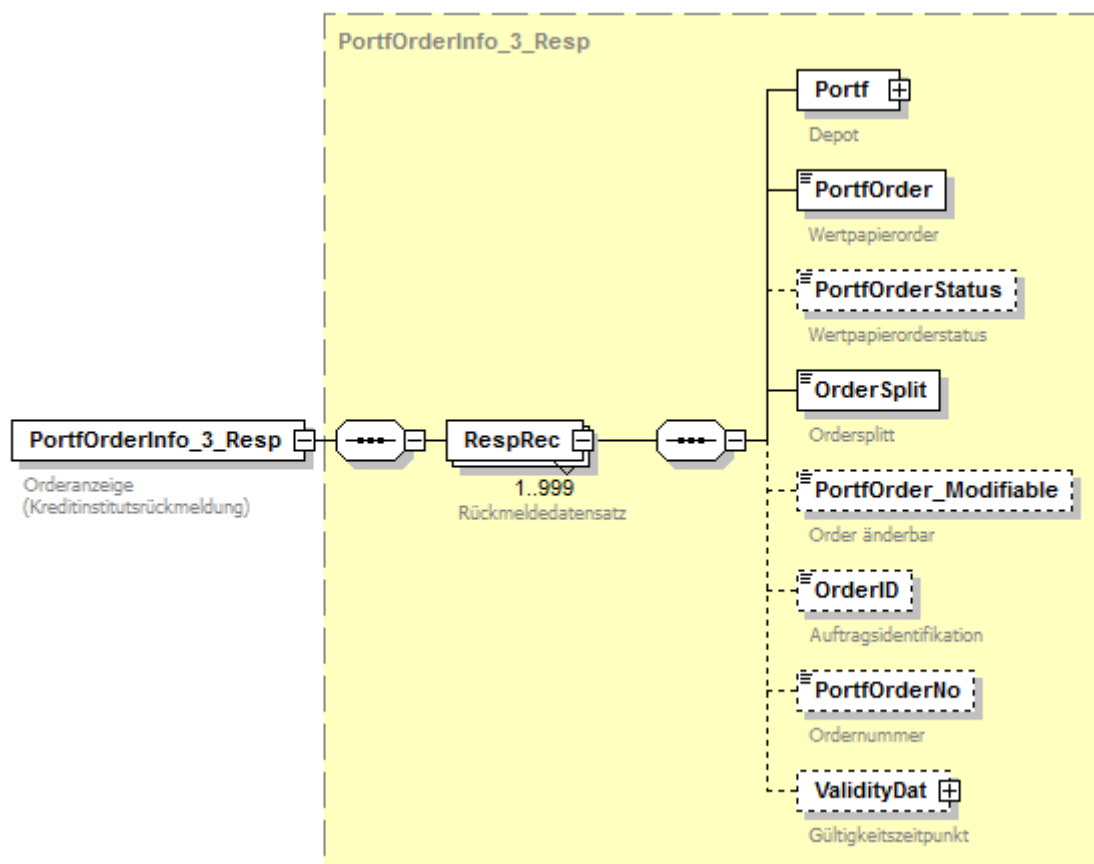 PortfOrderInfo_3_Resp
Portf
Depot
PortfOrder
Wertpapierorder
PortfOrderStatus
Wertpapierorderstatus
OrderSplit
Ordersplitt
PortfOrderInfo_3_Resp
Orderanzeige
(Kreditinstitutsrückmeldung)
RespRec
1..999
Rückmeldedatensatz
PortfOrder_Modifiable
Order änderbar
OrderID
Auftragsidentifikation
PortfOrderNo
Ordernummer
ValidityDat
Gültigkeitszeitpunkt